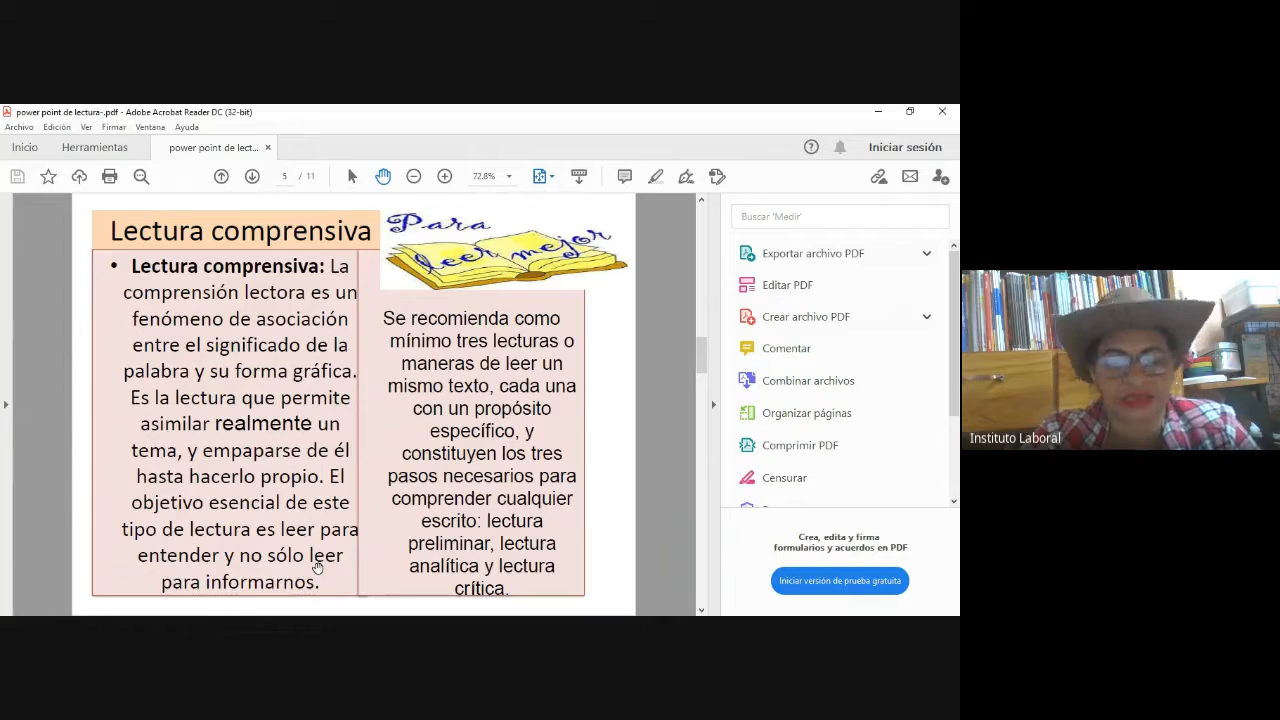 power point de lectura-.pdf - Adobe Acrobat Reader DC (32-bit)
Archivo Edición Ver Firmar Ventana Ayuda
Inicio Herramientas power point de lect... Iniciar sesión
5 / 11 72.8%
Lectura comprensiva
• Lectura comprensiva: La
comprensión lectora es un
fenómeno de asociación
entre el significado de la
palabra y su forma gráfica.
Es la lectura que permite
asimilar realmente un
tema, y empaparse de él
hasta hacerlo propio. El
objetivo esencial de este
tipo de lectura es leer para
entender y no sólo leer
para informarnos.
Para
leer mejor
Se recomienda como
mínimo tres lecturas o
maneras de leer un
mismo texto, cada una
con un propósito
específico, y
constituyen los tres
pasos necesarios para
comprender cualquier
escrito: lectura
preliminar, lectura
analítica y lectura
crítica.
Buscar 'Medir'
Exportar archivo PDF
Editar PDF
Crear archivo PDF
Comentar
Combinar archivos
Organizar páginas
Comprimir PDF
Censurar
Crea, edita y firma
formularios y acuerdos en PDF
Iniciar versión de prueba gratuita
Instituto Laboral